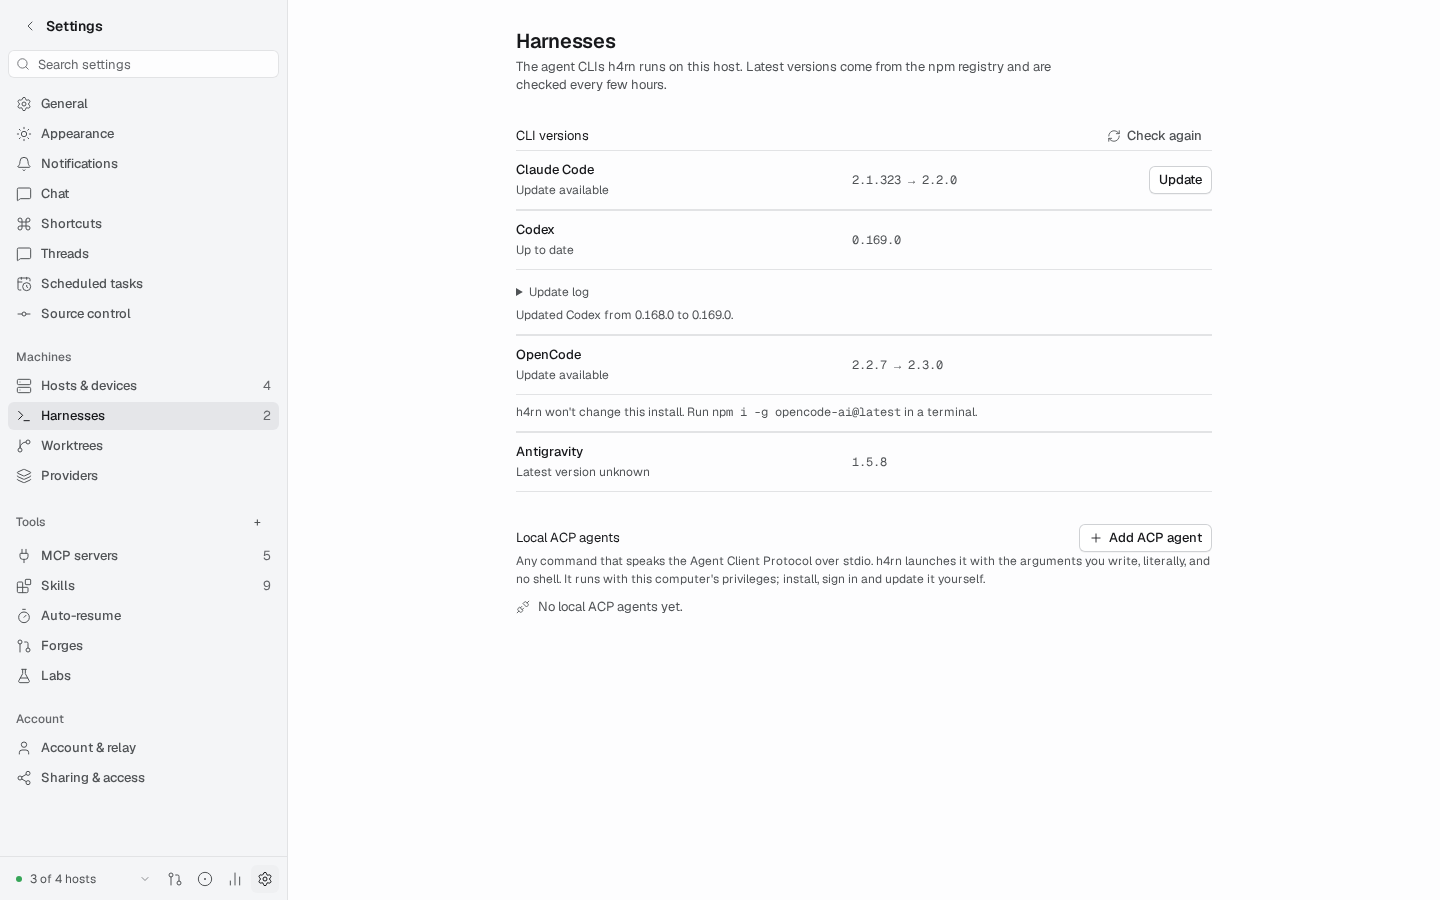 Settings
Search settings
General
Appearance
Notifications
Chat
Shortcuts
Threads
Scheduled tasks
Source control
Machines
Hosts & devices 4
Harnesses 2
Worktrees
Providers
Tools +
MCP servers 5
Skills 9
Auto-resume
Forges
Labs
Account
Account & relay
Sharing & access
3 of 4 hosts
Harnesses
The agent CLIs h4rn runs on this host. Latest versions come from the npm registry and are
checked every few hours.
CLI versions Check again
Claude Code
Update available
2.1.323 → 2.2.0
Update
Codex
Up to date
0.169.0
Update log
Updated Codex from 0.168.0 to 0.169.0.
OpenCode
Update available
2.2.7 → 2.3.0
h4rn won't change this install. Run npm i -g opencode-ai@latest in a terminal.
Antigravity
Latest version unknown
1.5.8
Local ACP agents + Add ACP agent
Any command that speaks the Agent Client Protocol over stdio. h4rn launches it with the arguments you write, literally, and
no shell. It runs with this computer's privileges; install, sign in and update it yourself.
No local ACP agents yet.